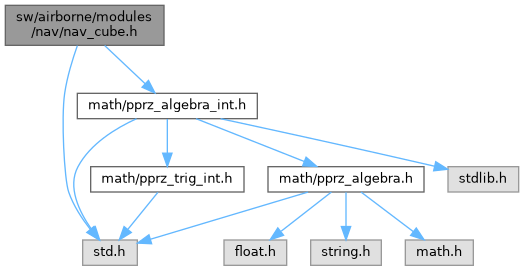 sw/airborne/modules
/nav/nav_cube.h
math/pprz_algebra_int.h
math/pprz_trig_int.h
math/pprz_algebra.h
stdlib.h
std.h
float.h
string.h
math.h